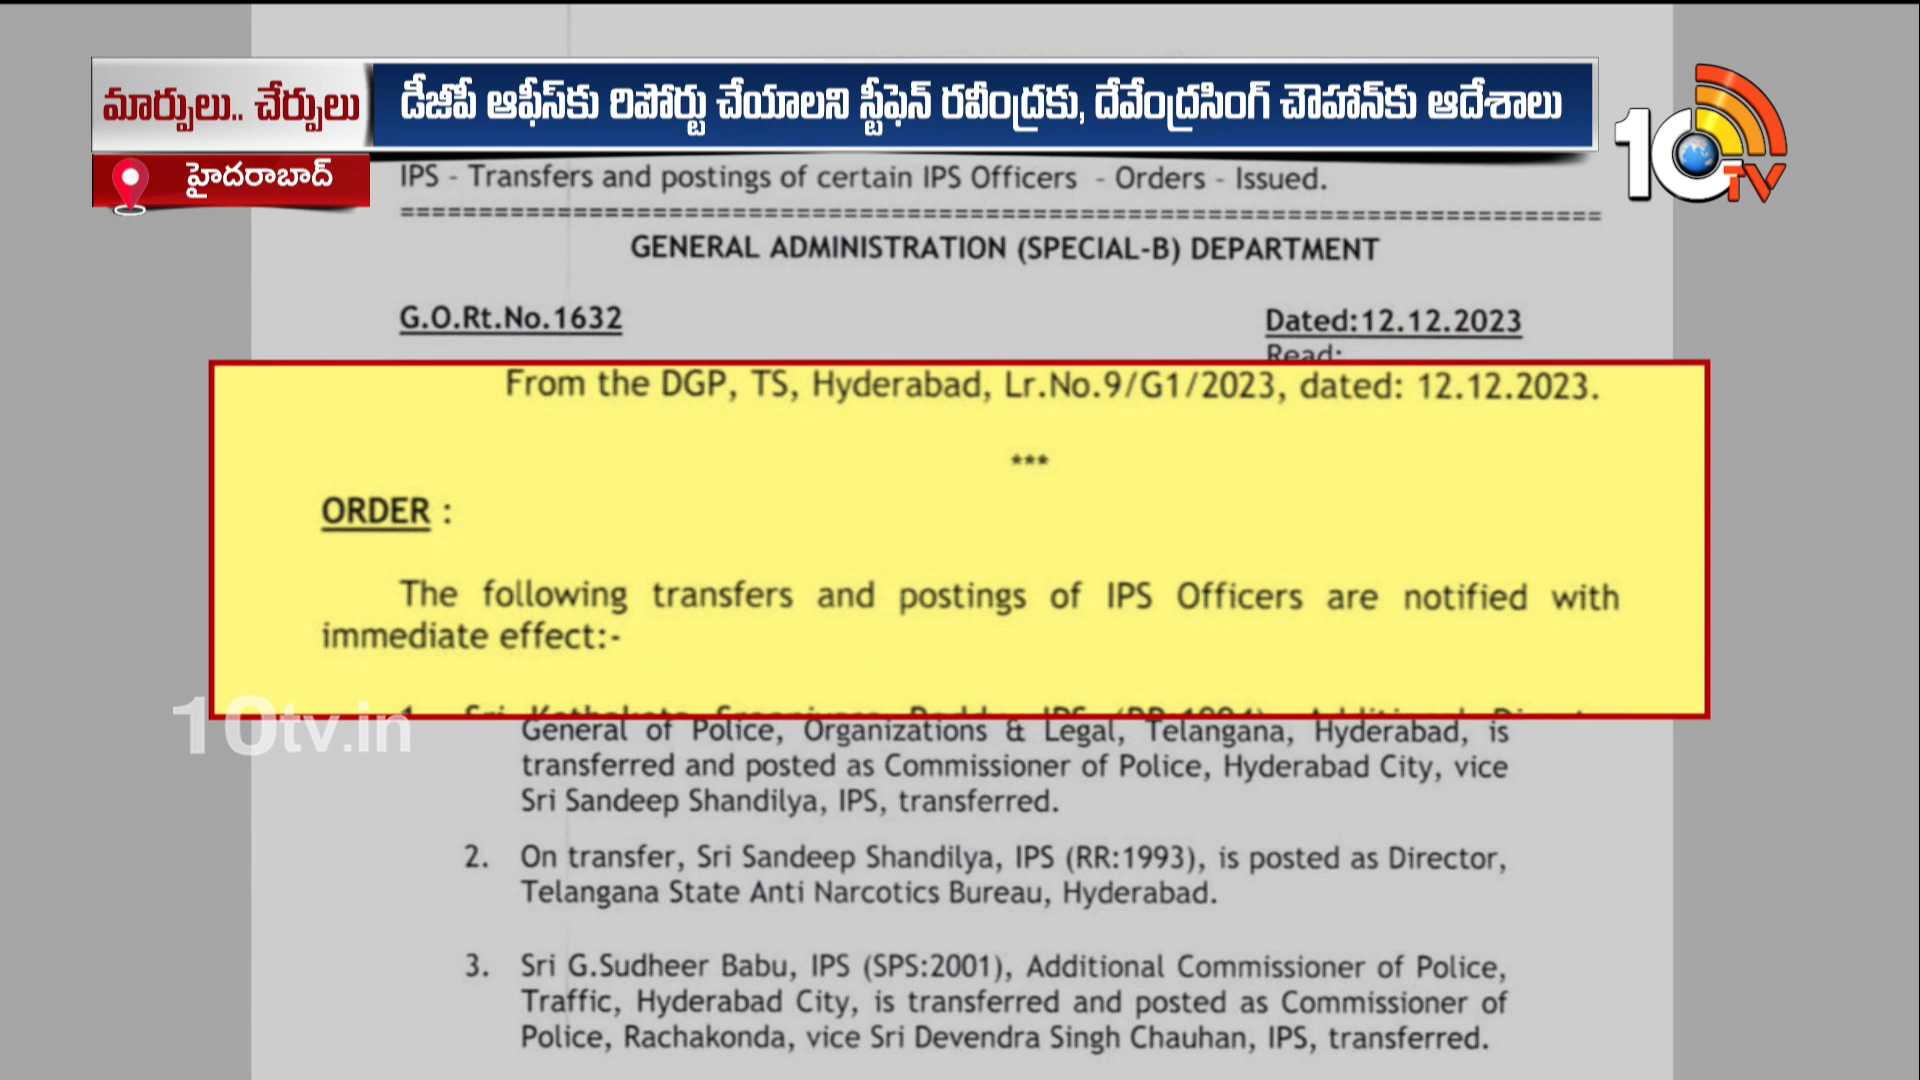 మార్పులు.. చేర్పులు
డీజీపీ ఆఫీస్‌కు రిపోర్టు చేయాలని స్టీఫెన్ రవీంద్రకు, దేవేంద్రసింగ్ చౌహాన్‌కు ఆదేశాలు
హైదరాబాద్
10TV
IPS - Transfers and postings of certain IPS Officers - Orders - Issued.
GENERAL ADMINISTRATION (SPECIAL-B) DEPARTMENT
G.O.Rt.No.1632
Dated:12.12.2023
Read:
From the DGP, TS, Hyderabad, Lr.No.9/G1/2023, dated: 12.12.2023.
***
ORDER :
The following transfers and postings of IPS Officers are notified with
immediate effect:-
10tv.in
General of Police, Organizations & Legal, Telangana, Hyderabad, is
transferred and posted as Commissioner of Police, Hyderabad City, vice
Sri Sandeep Shandilya, IPS, transferred.
2. On transfer, Sri Sandeep Shandilya, IPS (RR:1993), is posted as Director,
Telangana State Anti Narcotics Bureau, Hyderabad.
3. Sri G.Sudheer Babu, IPS (SPS:2001), Additional Commissioner of Police,
Traffic, Hyderabad City, is transferred and posted as Commissioner of
Police, Rachakonda, vice Sri Devendra Singh Chauhan, IPS, transferred.